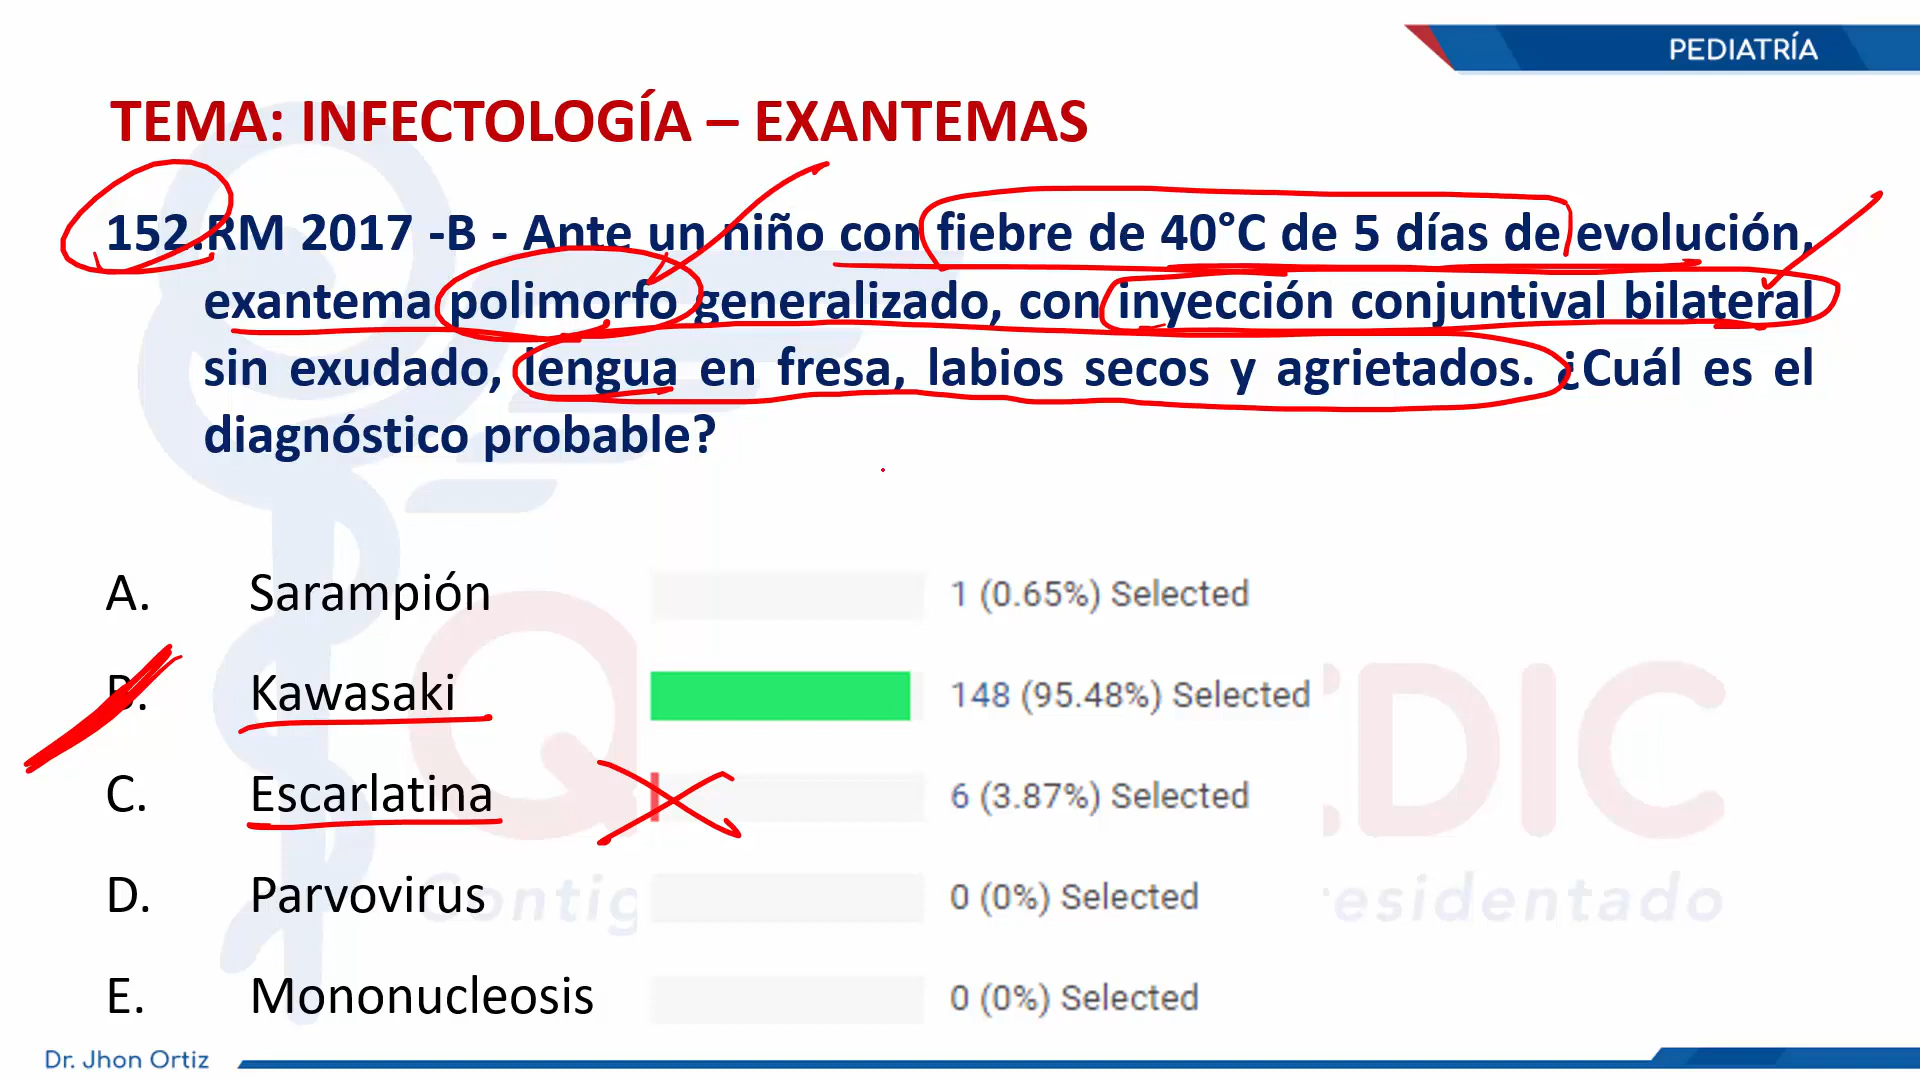 PEDIATRÍA
TEMA: INFECTOLOGÍA – EXANTEMAS
152.RM 2017 -B - Ante un niño con fiebre de 40°C de 5 días de evolución,
exantema polimorfo generalizado, con inyección conjuntival bilateral
sin exudado, lengua en fresa, labios secos y agrietados. ¿Cuál es el
diagnóstico probable?
A. Sarampión 1 (0.65%) Selected
B. Kawasaki 148 (95.48%) Selected
C. Escarlatina 6 (3.87%) Selected
D. Parvovirus 0 (0%) Selected
E. Mononucleosis 0 (0%) Selected
Dr. Jhon Ortiz